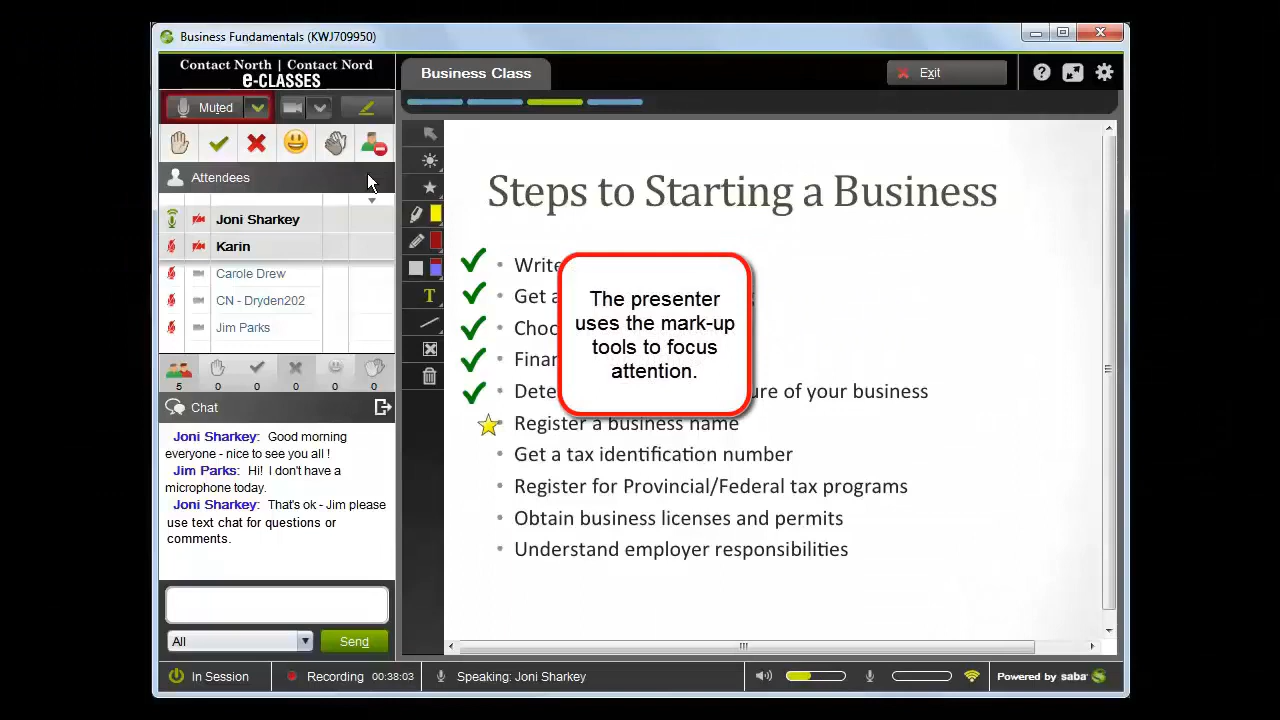 Business Fundamentals (KWJ709950)
Contact North | Contact Nord
e-CLASSES
Business Class
Exit
Muted
Attendees
Joni Sharkey
Karin
Carole Drew
CN - Dryden202
Jim Parks
5 0 0 0 0 0
Chat
Joni Sharkey: Good morning
everyone - nice to see you all !
Jim Parks: Hi! I don't have a
microphone today.
Joni Sharkey: That's ok - Jim please
use text chat for questions or
comments.
All
Send
Steps to Starting a Business
• Write
• Get a
• Choo
• Finan
• Dete ure of your business
• Register a business name
• Get a tax identification number
• Register for Provincial/Federal tax programs
• Obtain business licenses and permits
• Understand employer responsibilities
The presenter
uses the mark-up
tools to focus
attention.
T
In Session
Recording 00:38:03
Speaking: Joni Sharkey
Powered by saba